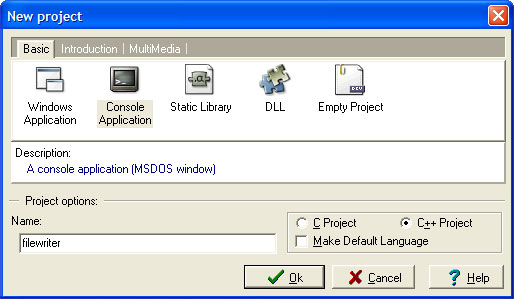 New project
Basic Introduction MultiMedia
Windows Application
Console Application
Static Library
DLL
Empty Project
DEV
Description:
A console application (MSDOS window)
Project options:
Name:
filewriter
C Project
C++ Project
Make Default Language
Ok
Cancel
Help